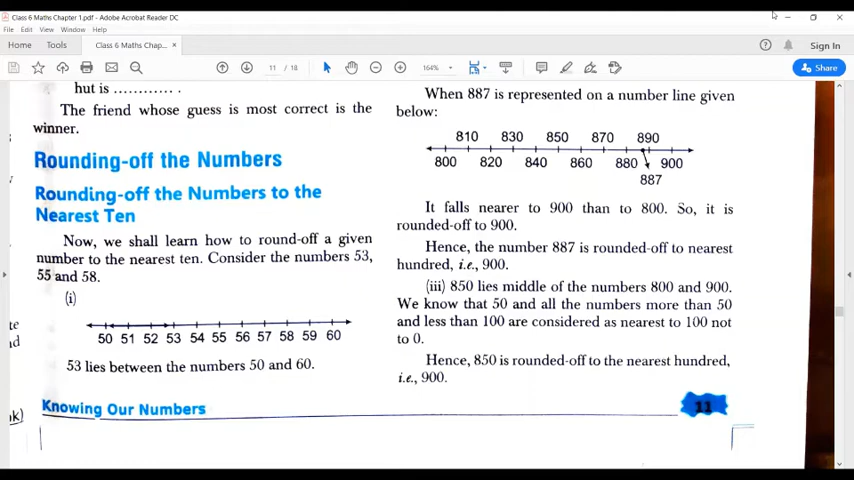 Class 6 Maths Chapter 1.pdf - Adobe Acrobat Reader DC
File Edit View Window Help
Home Tools Class 6 Maths Chap... × Sign In
11 / 18 164% Share
hut is ............. .
The friend whose guess is most correct is the
winner.
Rounding-off the Numbers
Rounding-off the Numbers to the
Nearest Ten
Now, we shall learn how to round-off a given
number to the nearest ten. Consider the numbers 53,
55 and 58.
(i)
50 51 52 53 54 55 56 57 58 59 60
53 lies between the numbers 50 and 60.
Knowing Our Numbers
When 887 is represented on a number line given
below:
810 830 850 870 890
800 820 840 860 880 900
887
It falls nearer to 900 than to 800. So, it is
rounded-off to 900.
Hence, the number 887 is rounded-off to nearest
hundred, i.e., 900.
(iii) 850 lies middle of the numbers 800 and 900.
We know that 50 and all the numbers more than 50
and less than 100 are considered as nearest to 100 not
to 0.
Hence, 850 is rounded-off to the nearest hundred,
i.e., 900.
11